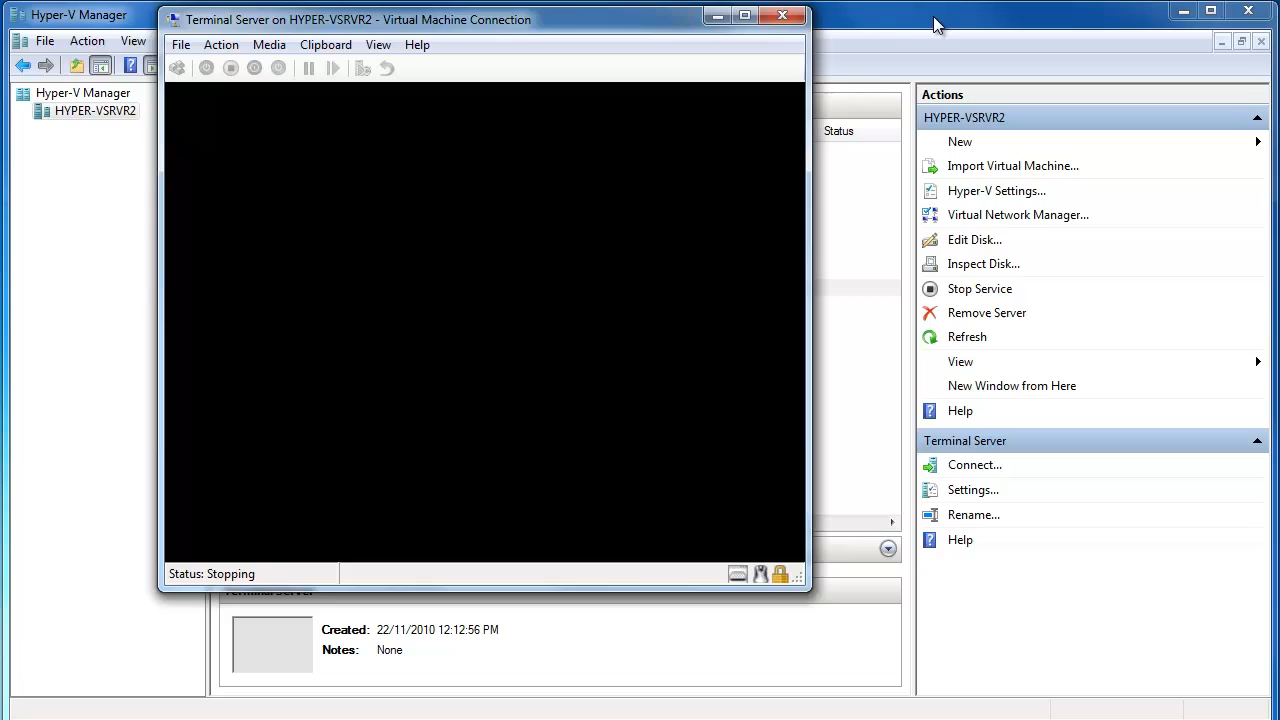 Hyper-V Manager
File Action View
Hyper-V Manager
HYPER-VSRVR2
Terminal Server on HYPER-VSRVR2 - Virtual Machine Connection
File Action Media Clipboard View Help
Status: Stopping
Status
Terminal Server
Created: 22/11/2010 12:12:56 PM
Notes: None
Actions
HYPER-VSRVR2
New
Import Virtual Machine...
Hyper-V Settings...
Virtual Network Manager...
Edit Disk...
Inspect Disk...
Stop Service
Remove Server
Refresh
View
New Window from Here
Help
Terminal Server
Connect...
Settings...
Rename...
Help